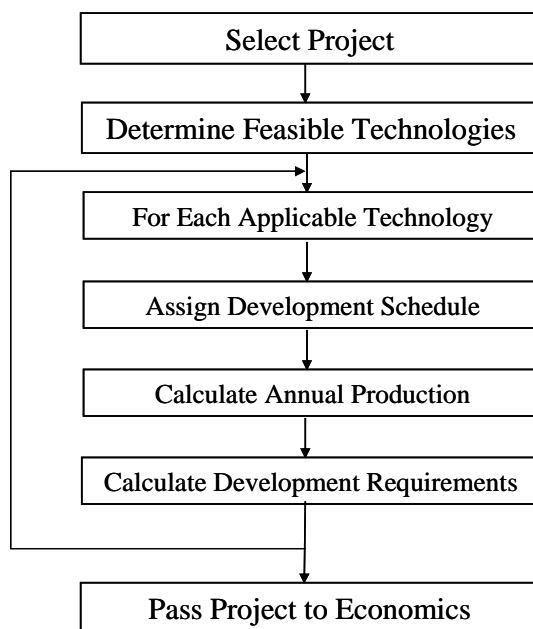 Select Project
Determine Feasible Technologies
For Each Applicable Technology
Assign Development Schedule
Calculate Annual Production
Calculate Development Requirements
Pass Project to Economics